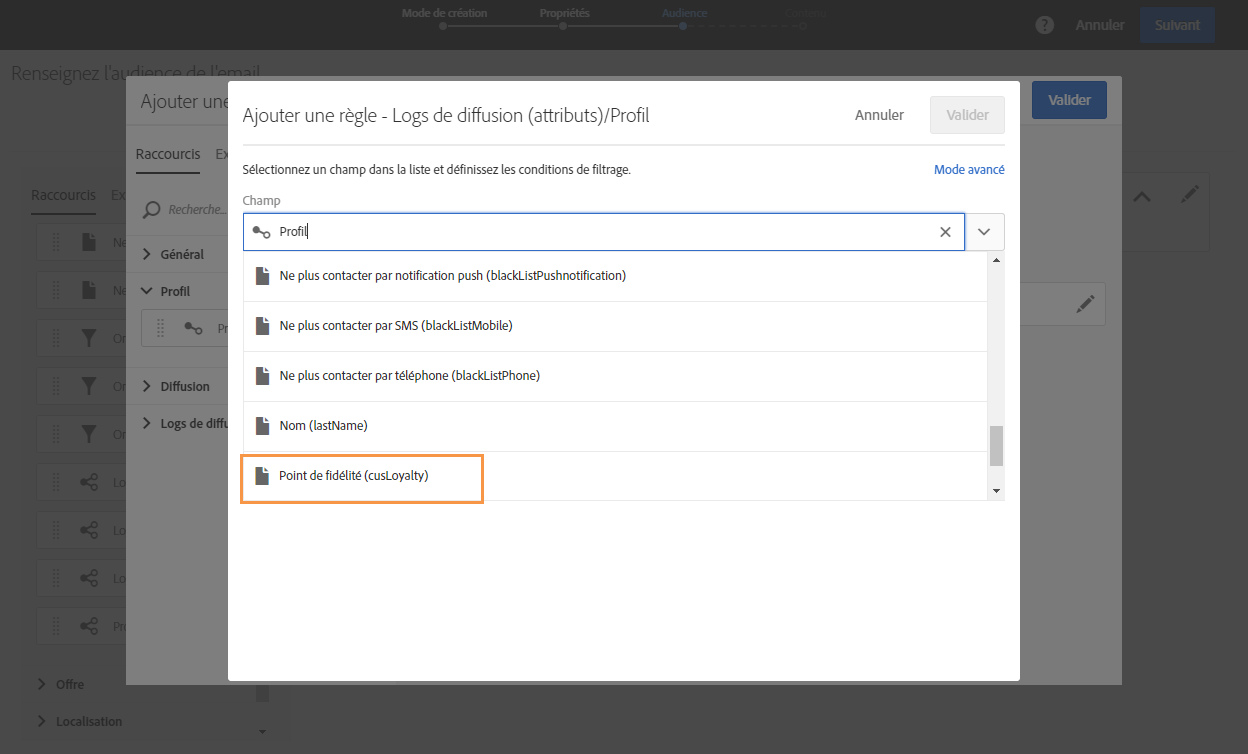 Mode de création
Propriétés
Audience
Contenu
Annuler
Suivant
Renseignez l'audience de l'email
Ajouter une
Valider
Raccourcis
Ex
Recherche...
Général
Profil
Pr
Diffusion
Logs de diffu
Raccourcis
Ex
Ne
Ne
Or
Or
Or
Lo
Lo
Lo
Pr
Offre
Localisation
Ajouter une règle - Logs de diffusion (attributs)/Profil
Annuler
Valider
Sélectionnez un champ dans la liste et définissez les conditions de filtrage.
Mode avancé
Champ
Profil
Ne plus contacter par notification push (blackListPushnotification)
Ne plus contacter par SMS (blackListMobile)
Ne plus contacter par téléphone (blackListPhone)
Nom (lastName)
Point de fidélité (cusLoyalty)